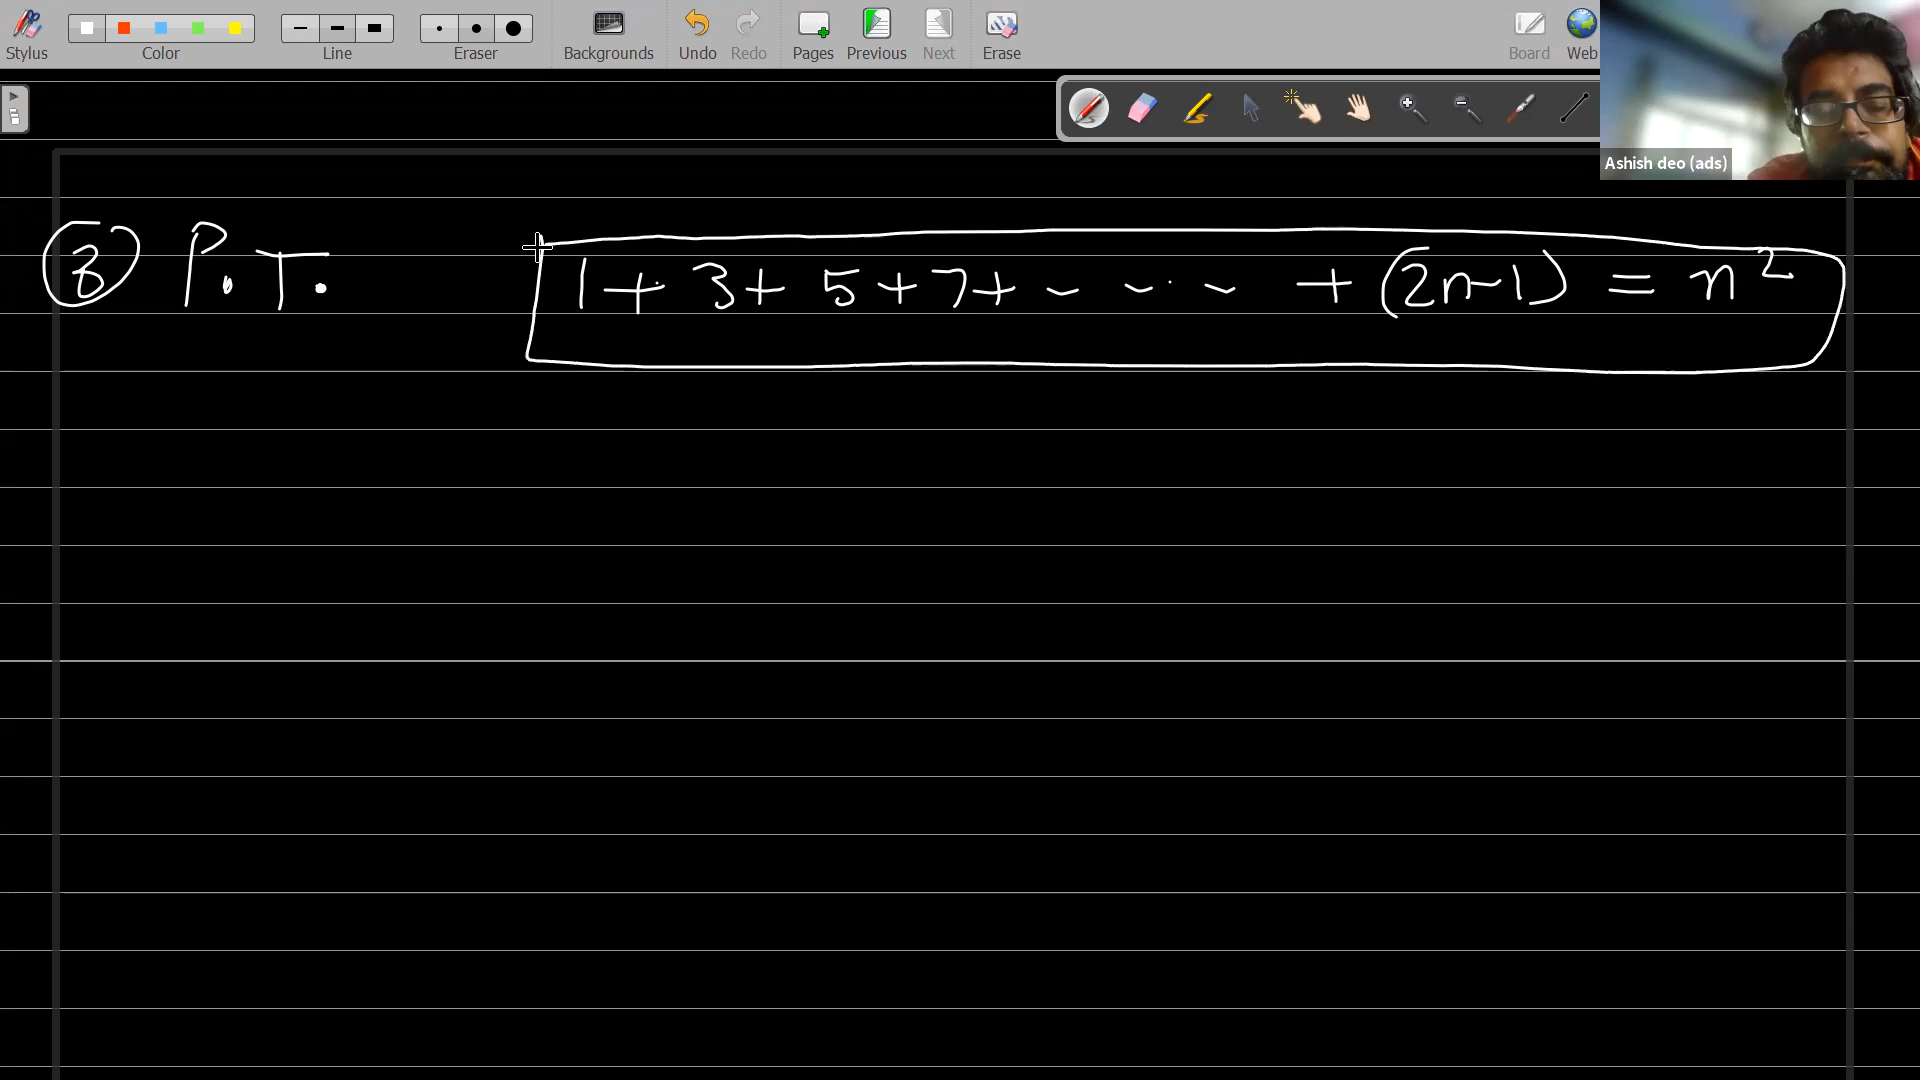 Stylus Color Line Eraser Backgrounds Undo Redo Pages Previous Next Erase Board Web
Ashish deo (ads)
8 P.T. 1 + 3 + 5 + 7 + - - - + (2n-1) = n²